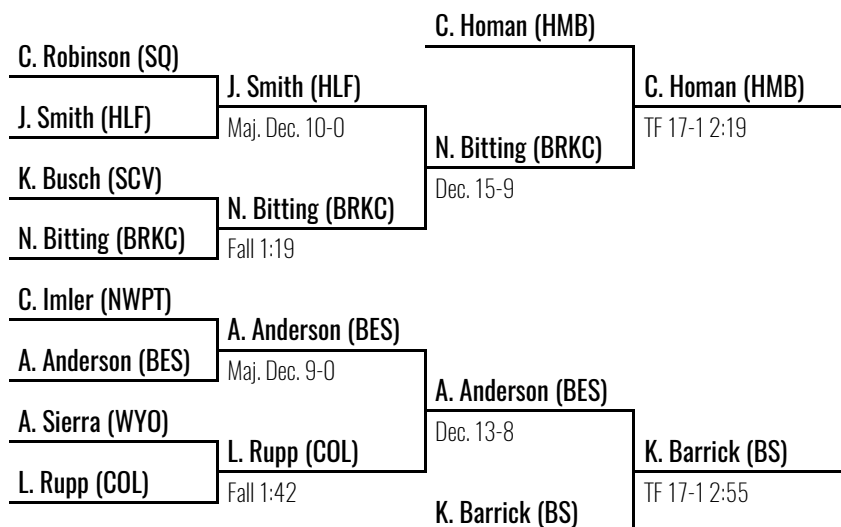 C. Robinson (SQ)
J. Smith (HLF)
K. Busch (SCV)
N. Bitting (BRKC)
C. Imler (NWPT)
A. Anderson (BES)
A. Sierra (WYO)
L. Rupp (COL)
J. Smith (HLF)
Maj. Dec. 10-0
N. Bitting (BRKC)
Fall 1:19
A. Anderson (BES)
Maj. Dec. 9-0
L. Rupp (COL)
Fall 1:42
C. Homan (HMB)
N. Bitting (BRKC)
Dec. 15-9
A. Anderson (BES)
Dec. 13-8
K. Barrick (BS)
C. Homan (HMB)
TF 17-1 2:19
K. Barrick (BS)
TF 17-1 2:55